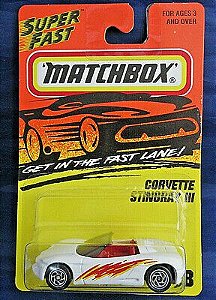 SUPER
FAST
FOR AGES 3
AND OVER
MATCHBOX
GET IN THE FAST LANE!
CORVETTE
STINGRAY III